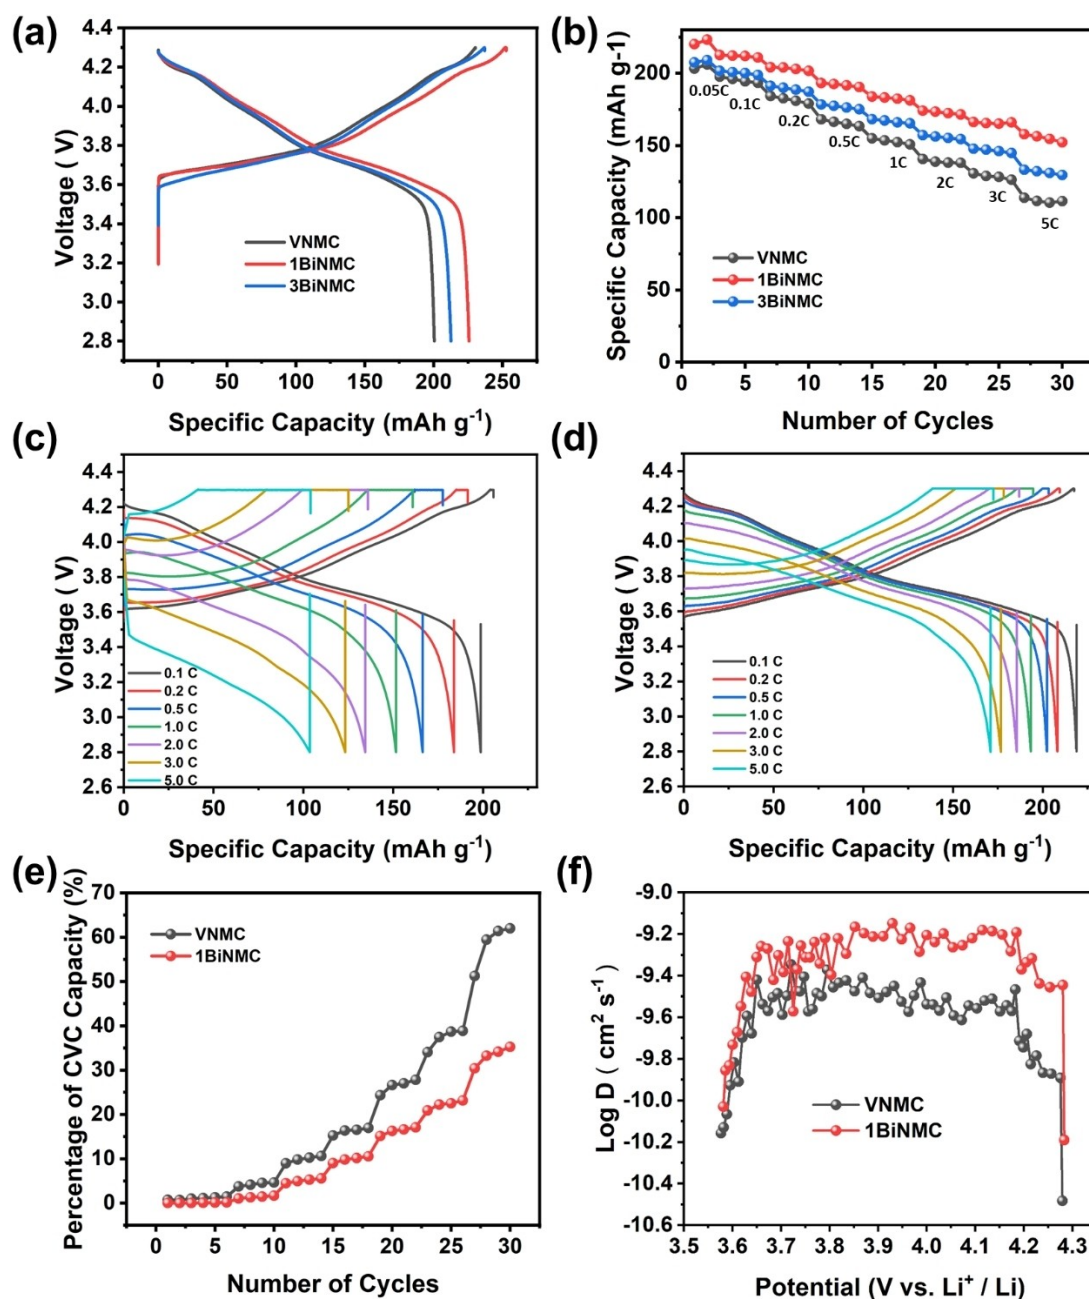 (a)
4.4
4.0
3.6
3.2
2.8
Voltage ( V)
VNMC
1BiNMC
3BiNMC
0 50 100 150 200 250
Specific Capacity (mAh g⁻¹)
(b)
200
150
100
50
0
Specific Capacity (mAh g-1)
0.05C
0.1C
0.2C
0.5C
1C
2C
3C
5C
VNMC
1BiNMC
3BiNMC
0 5 10 15 20 25 30
Number of Cycles
(c)
4.4
4.2
4.0
3.8
3.6
3.4
3.2
3.0
2.8
2.6
Voltage ( V)
0.1 C
0.2 C
0.5 C
1.0 C
2.0 C
3.0 C
5.0 C
0 50 100 150 200
Specific Capacity (mAh g⁻¹)
(d)
4.4
4.2
4.0
3.8
3.6
3.4
3.2
3.0
2.8
2.6
Voltage ( V)
0.1 C
0.2 C
0.5 C
1.0 C
2.0 C
3.0 C
5.0 C
0 50 100 150 200
Specific Capacity (mAh g⁻¹)
(e)
70
60
50
40
30
20
10
0
Percentage of CVC Capacity (%)
VNMC
1BiNMC
0 5 10 15 20 25 30
Number of Cycles
(f)
-9.0
-9.2
-9.4
-9.6
-9.8
-10.0
-10.2
-10.4
-10.6
Log D ( cm² s⁻¹)
VNMC
1BiNMC
3.5 3.6 3.7 3.8 3.9 4.0 4.1 4.2 4.3
Potential (V vs. Li⁺ / Li)